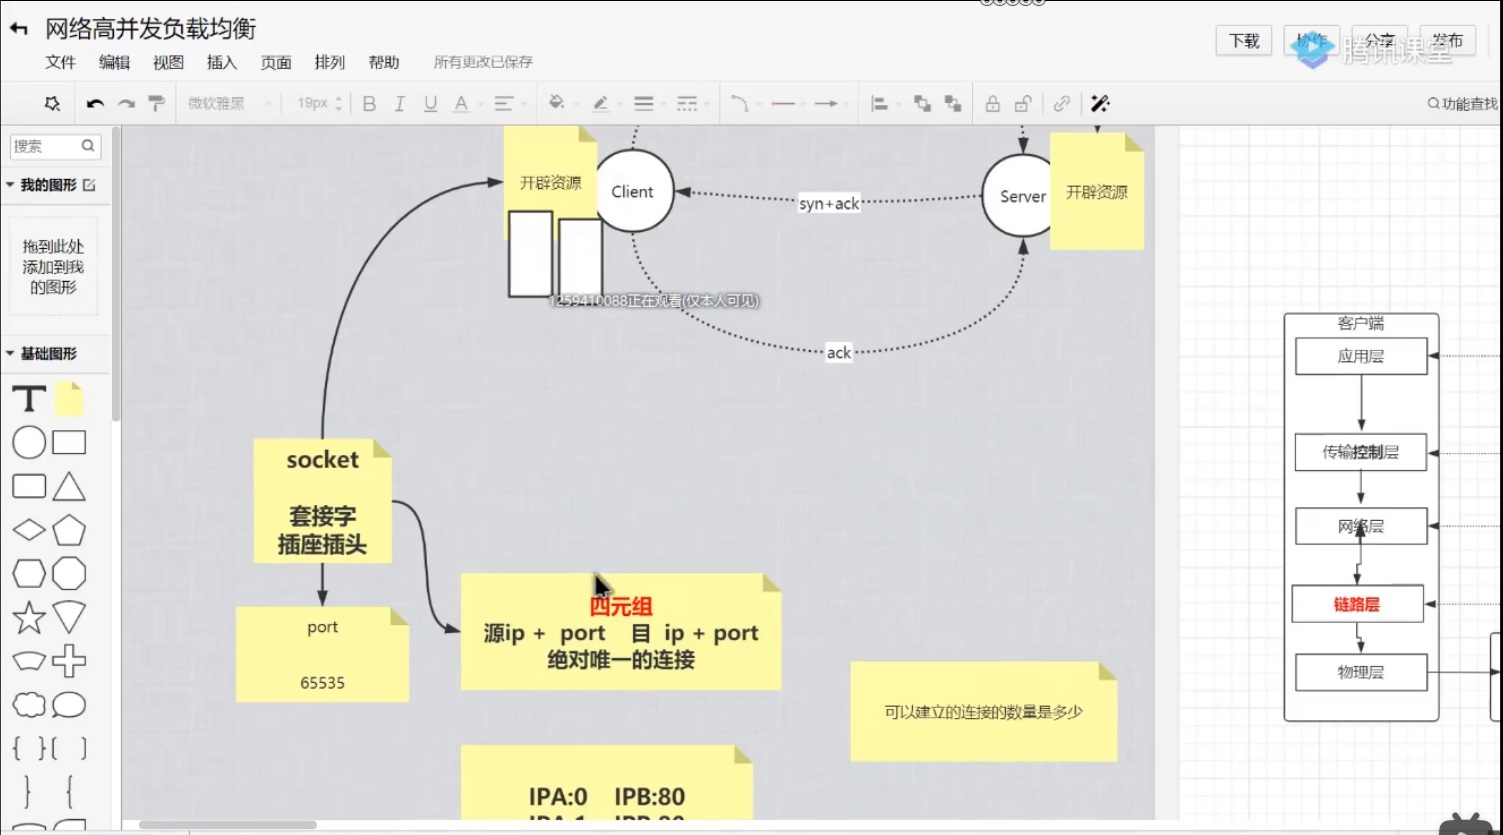 网络高并发负载均衡
下载
协作
分享
发布
腾讯课堂
文件 编辑 视图 插入 页面 排列 帮助 所有更改已保存
微软雅黑 19px B I U A
功能查找
搜索
我的图形
拖到此处
添加到我
的图形
基础图形
T
开辟资源
Client
syn+ack
Server
开辟资源
1259410088正在观看(仅本人可见)
ack
socket
套接字
插座插头
port
65535
四元组
源ip + port 目 ip + port
绝对唯一的连接
可以建立的连接的数量是多少
IPA:0 IPB:80
IPA:1 IPB:80
客户端
应用层
传输控制层
网络层
链路层
物理层